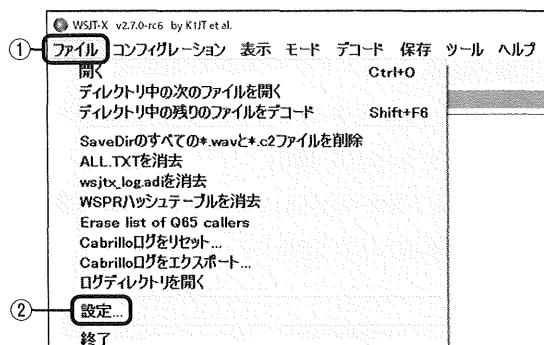 WSJT-X v2.7.0-rc6 by K1JT et al.
① ファイル コンフィグレーション 表示 モード デコード 保存 ツール ヘルプ
開く Ctrl+O
ディレクトリ中の次のファイルを開く
ディレクトリ中の残りのファイルをデコード Shift+F6
SaveDirのすべての*.wavと*.c2ファイルを削除
ALL.TXTを消去
wsjtx_log.adiを消去
WSPRハッシュテーブルを消去
Erase list of Q65 callers
Cabrilloログをリセット...
Cabrilloログをエクスポート...
ログディレクトリを開く
② 設定...
終了